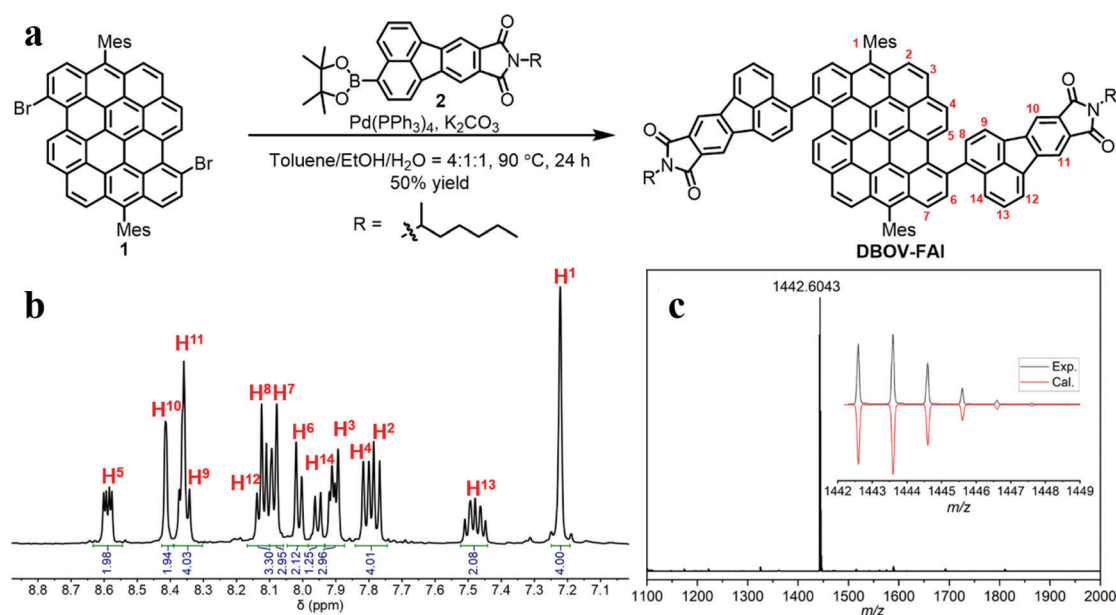 a
Mes
Br
Br
Mes
1
O
B
O
2
O
N
R
O
Pd(PPh₃)₄, K₂CO₃
Toluene/EtOH/H₂O = 4:1:1, 90 °C, 24 h
50% yield
R =
1 Mes
2
3
4
5
6
7
8
9
10
11
12
13
14
O
N
R
O
O
N
R
O
Mes
DBOV-FAI
b
H⁵
H¹⁰
H¹¹
H⁹
H¹²
H⁸
H⁷
H⁶
H¹⁴
H³
H⁴
H²
H¹³
H¹
1.98
1.94
4.03
3.30
2.95
2.12
1.25
2.96
4.01
2.08
4.00
8.8 8.7 8.6 8.5 8.4 8.3 8.2 8.1 8.0 7.9 7.8 7.7 7.6 7.5 7.4 7.3 7.2 7.1
δ (ppm)
c
1442.6043
Exp.
Cal.
1442 1443 1444 1445 1446 1447 1448 1449
m/z
1100 1200 1300 1400 1500 1600 1700 1800 1900 2000
m/z